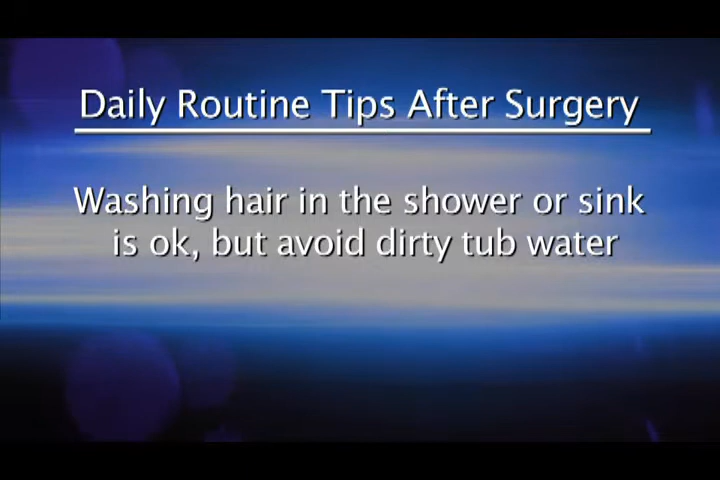 Daily Routine Tips After Surgery
Washing hair in the shower or sink
is ok, but avoid dirty tub water